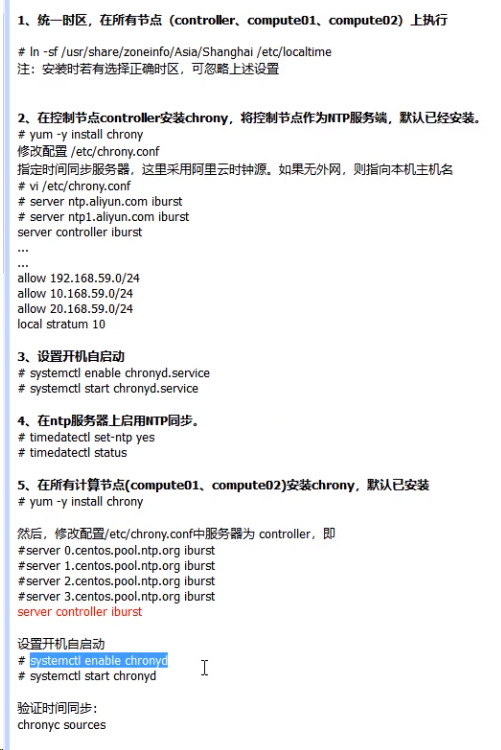 1、统一时区，在所有节点（controller、compute01、compute02）上执行
# ln -sf /usr/share/zoneinfo/Asia/Shanghai /etc/localtime
注：安装时若有选择正确时区，可忽略上述设置
2、在控制节点controller安装chrony，将控制节点作为NTP服务端，默认已经安装。
# yum -y install chrony
修改配置 /etc/chrony.conf
指定时间同步服务器，这里采用阿里云时钟源。如果无外网，则指向本机主机名
# vi /etc/chrony.conf
# server ntp.aliyun.com iburst
# server ntp1.aliyun.com iburst
server controller iburst
...
...
allow 192.168.59.0/24
allow 10.168.59.0/24
allow 20.168.59.0/24
local stratum 10
3、设置开机自启动
# systemctl enable chronyd.service
# systemctl start chronyd.service
4、在ntp服务器上启用NTP同步。
# timedatectl set-ntp yes
# timedatectl status
5、在所有计算节点(compute01、compute02)安装chrony，默认已安装
# yum -y install chrony
然后，修改配置/etc/chrony.conf中服务器为 controller，即
#server 0.centos.pool.ntp.org iburst
#server 1.centos.pool.ntp.org iburst
#server 2.centos.pool.ntp.org iburst
#server 3.centos.pool.ntp.org iburst
server controller iburst
设置开机自启动
# systemctl enable chronyd
# systemctl start chronyd
验证时间同步：
chronyc sources